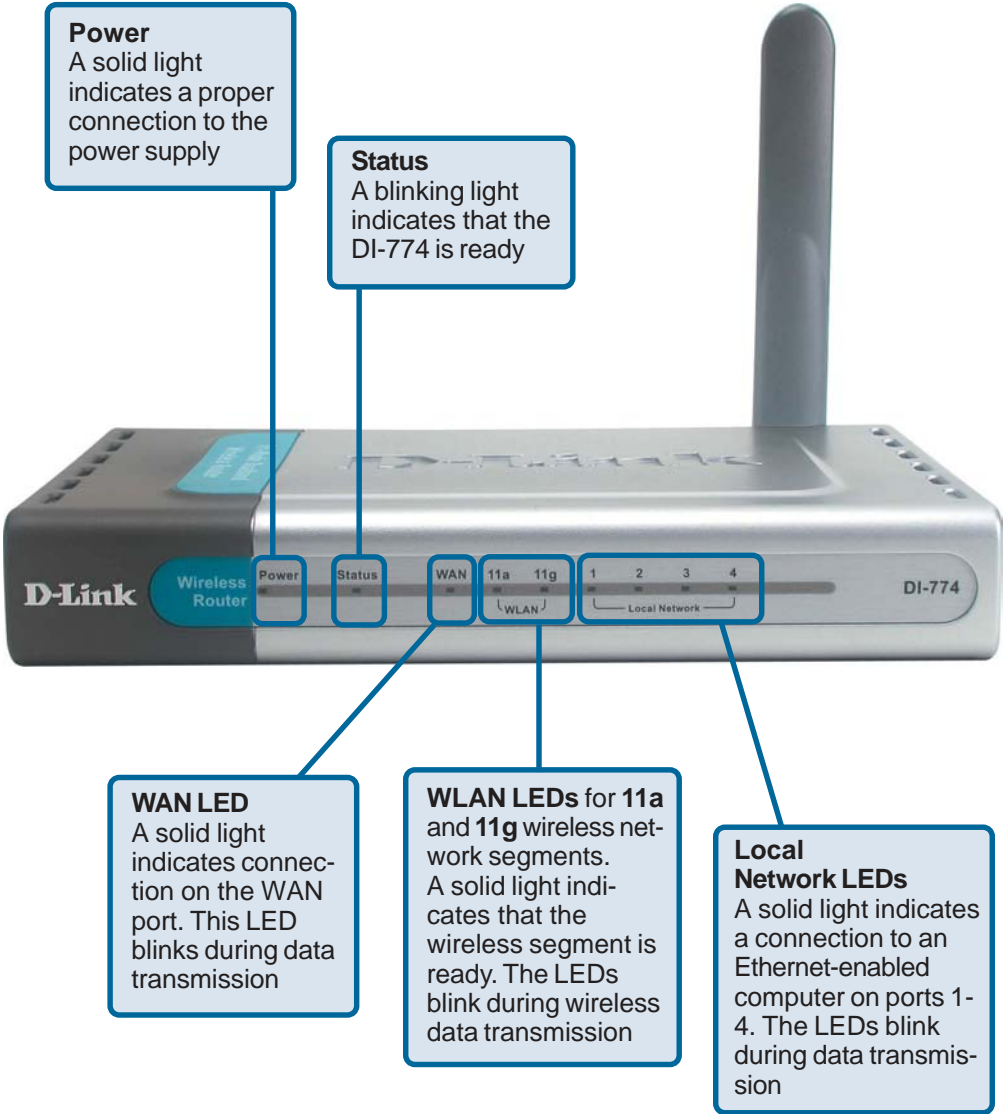 Power
A solid light
indicates a proper
connection to the
power supply
Status
A blinking light
indicates that the
DI-774 is ready
D-Link
D-Link
Wireless
Router
Power
Status
WAN
11a
11g
WLAN
1
2
3
4
Local Network
DI-774
WAN LED
A solid light
indicates connec-
tion on the WAN
port. This LED
blinks during data
transmission
WLAN LEDs for 11a
and 11g wireless net-
work segments.
A solid light indi-
cates that the
wireless segment is
ready. The LEDs
blink during wireless
data transmission
Local
Network LEDs
A solid light indicates
a connection to an
Ethernet-enabled
computer on ports 1-
4. The LEDs blink
during data transmis-
sion